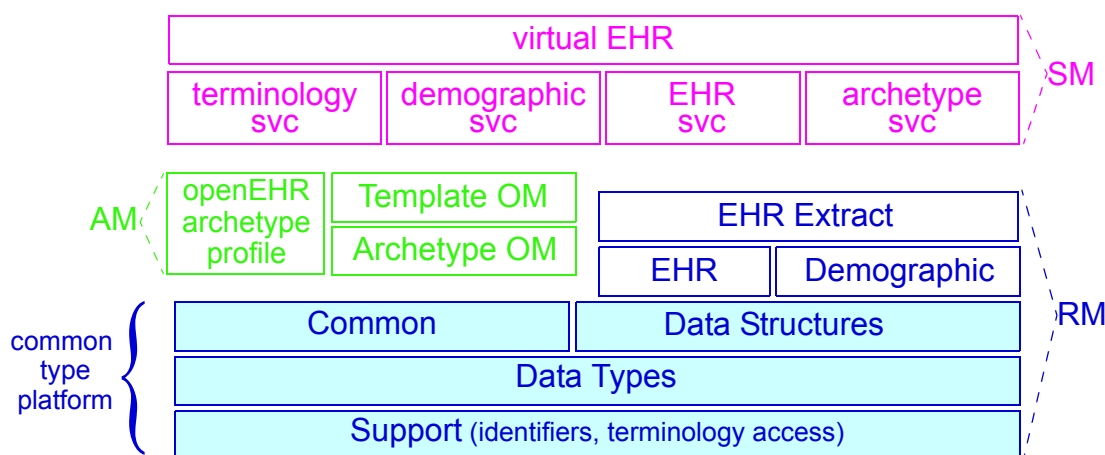 virtual EHR
SM
terminology
svc
demographic
svc
EHR
svc
archetype
svc
AM
openEHR
archetype
profile
Template OM
Archetype OM
EHR Extract
EHR
Demographic
RM
common
type
platform
Common
Data Structures
Data Types
Support (identifiers, terminology access)